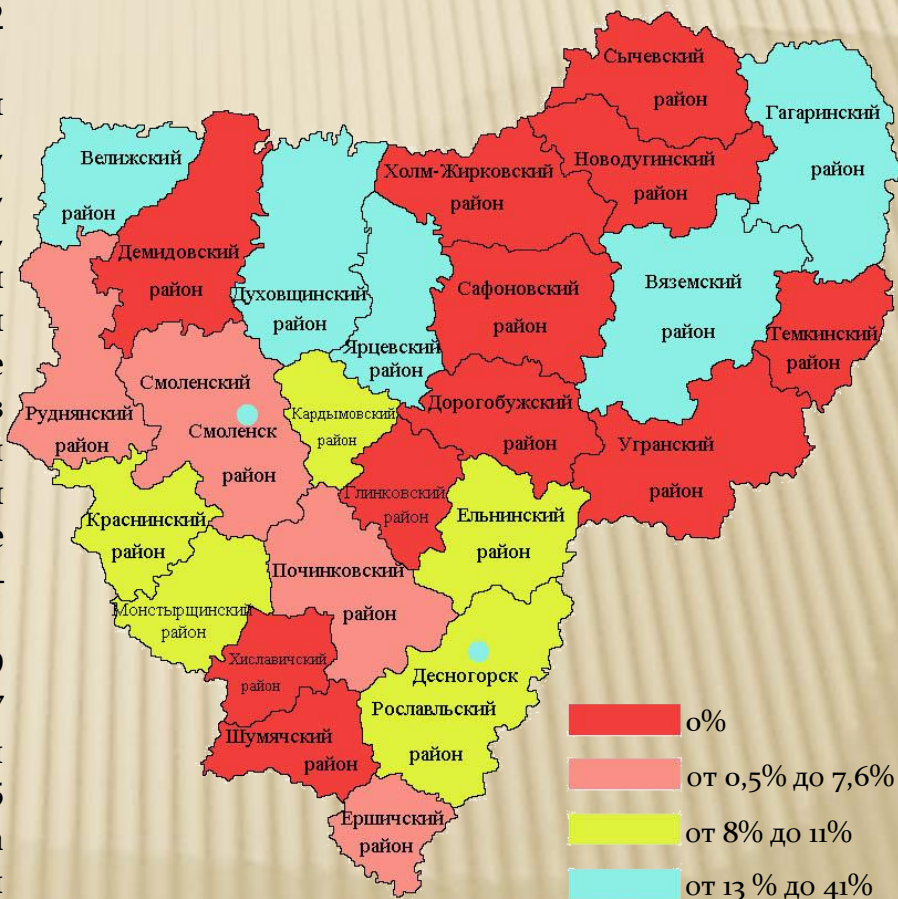 Сычевский
район
Гагаринский
район
Велижский
район
Холм-Жирковский
район
Новодугинский
район
Демидовский
район
Духовщинский
район
Сафоновский
район
Вяземский
район
Ярцевский
район
Темкинский
район
Смоленский
Смоленск
район
Руднянский
район
Кардымовский
район
Дорогобужский
район
Угранский
район
Глинковский
район
Ельнинский
район
Краснинский
район
Починковский
район
Монстырщинский
район
Хиславичский
район
Десногорск
Рославльский
район
Шумячский
район
Ершичский
район
0%
от 0,5% до 7,6%
от 8% до 11%
от 13 % до 41%